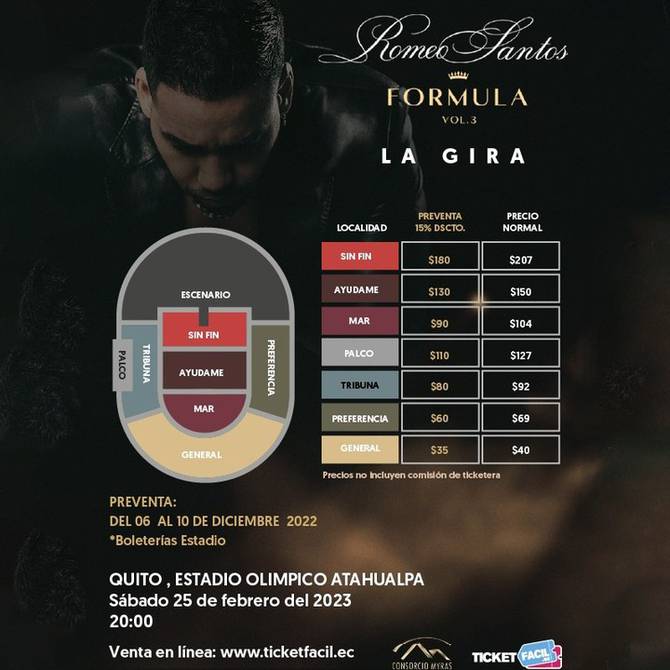 Romeo Santos
FORMULA
VOL.3
LA GIRA
LOCALIDAD
PREVENTA
15% DSCTO.
PRECIO
NORMAL
SIN FIN $180 $207
AYUDAME $130 $150
MAR $90 $104
PALCO $110 $127
TRIBUNA $80 $92
PREFERENCIA $60 $69
GENERAL $35 $40
Precios no incluyen comisión de ticketera
ESCENARIO
SIN FIN
AYUDAME
MAR
GENERAL
PALCO
TRIBUNA
PREFERENCIA
PREVENTA:
DEL 06 AL 10 DE DICIEMBRE 2022
*Boleterías Estadio
QUITO , ESTADIO OLIMPICO ATAHUALPA
Sábado 25 de febrero del 2023
20:00
Venta en línea: www.ticketfacil.ec
CONSORCIO MYRAS
TICKET FACIL